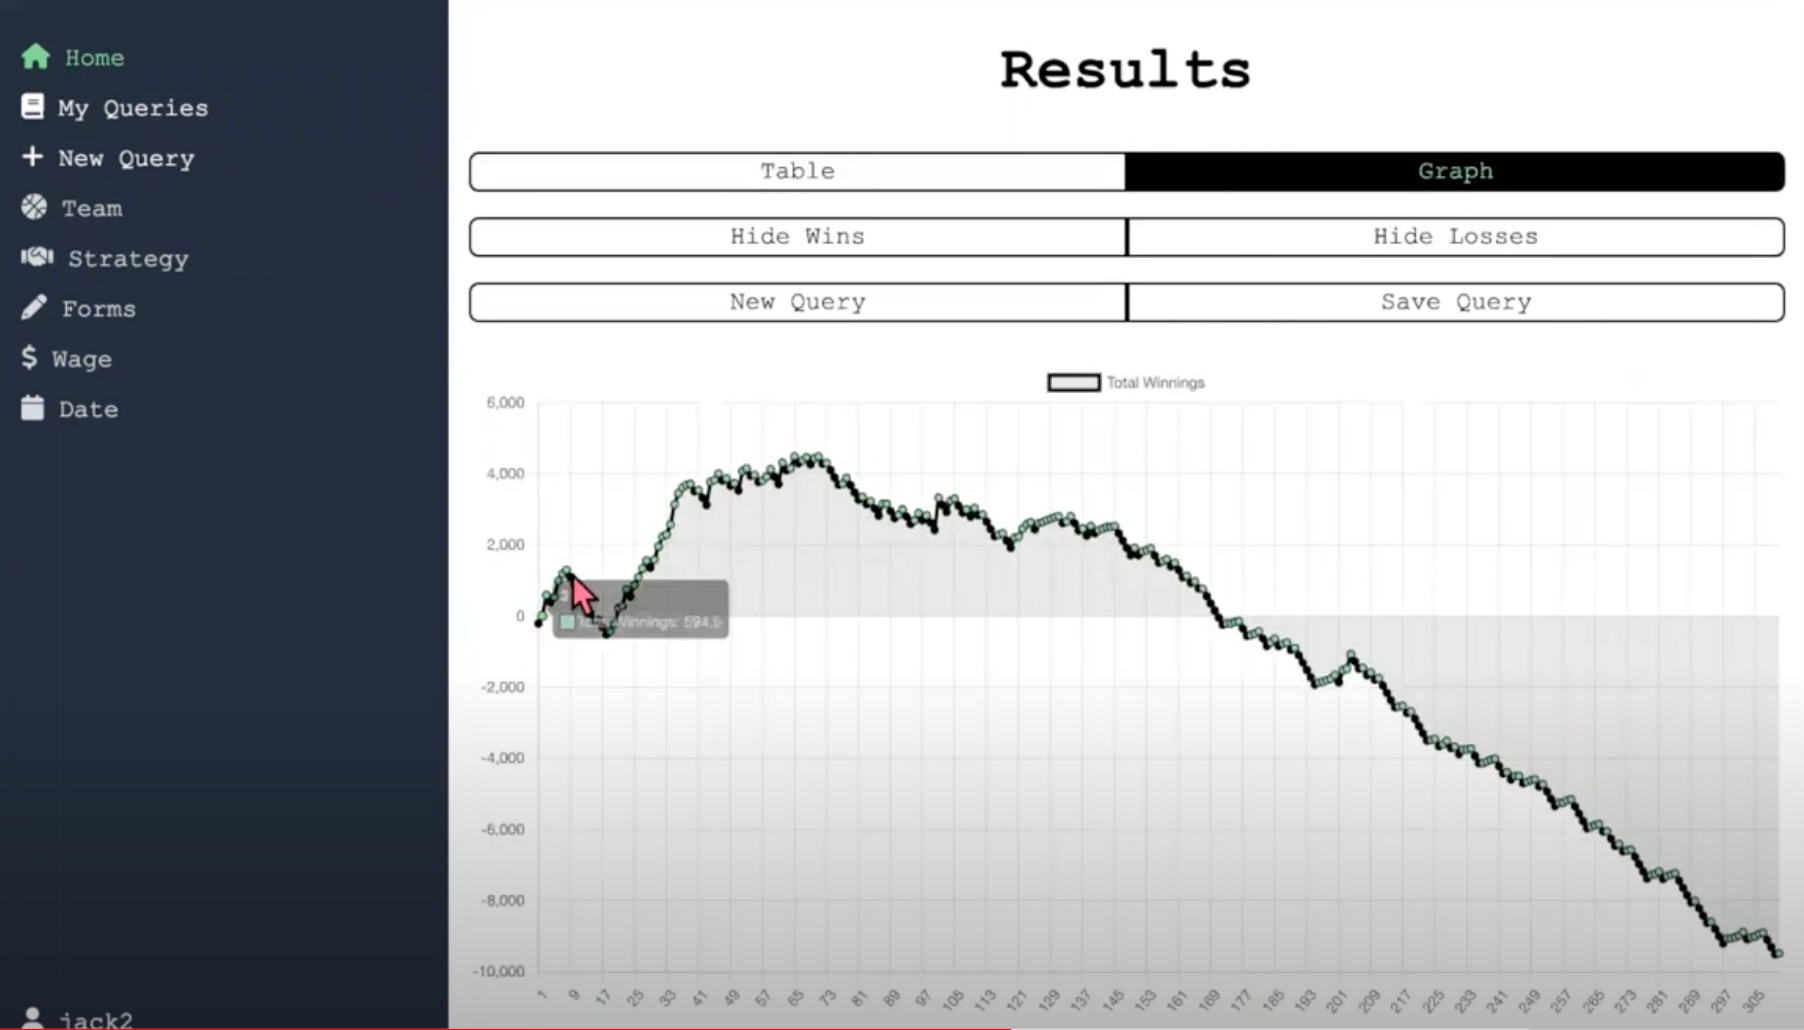 Home
My Queries
New Query
Team
Strategy
Forms
Wage
Date
jack2
Results
Table Graph
Hide Wins Hide Losses
New Query Save Query
Total Winnings
6,000
4,000
2,000
0
-2,000
-4,000
-6,000
-8,000
-10,000
Winnings:
1 9 17 25 33 41 49 57 65 73 81 89 97 105 113 121 129 137 145 153 161 169 177 185 193 201 209 217 225 233 241 249 257 265 273 281 289 297 305